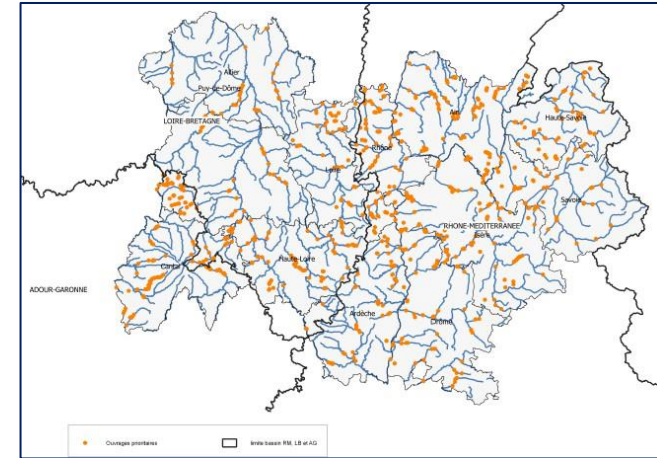 Allier
Puy-de-Dôme
LOIRE-BRETAGNE
Ain
Haute-Savoie
Rhône
Loire
Savoie
RHONE-MEDITERRANEE
Isère
Cantal
Haute-Loire
ADOUR-GARONNE
Ardèche
Drôme
Ouvrages prioritaires
limite bassin RM, LB et AG